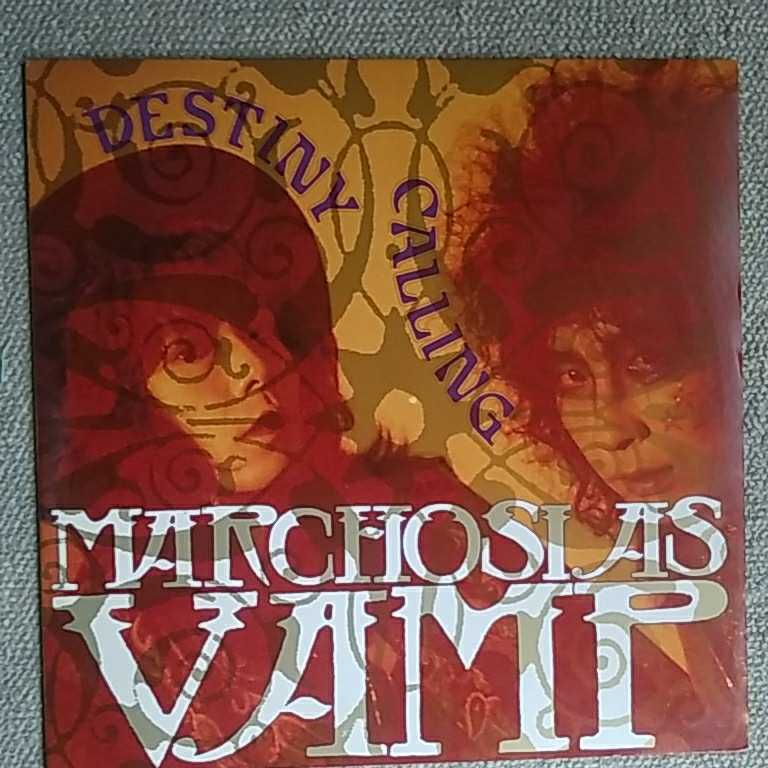 DESTINY
CALLING
MARCHOSIAS
VAMP